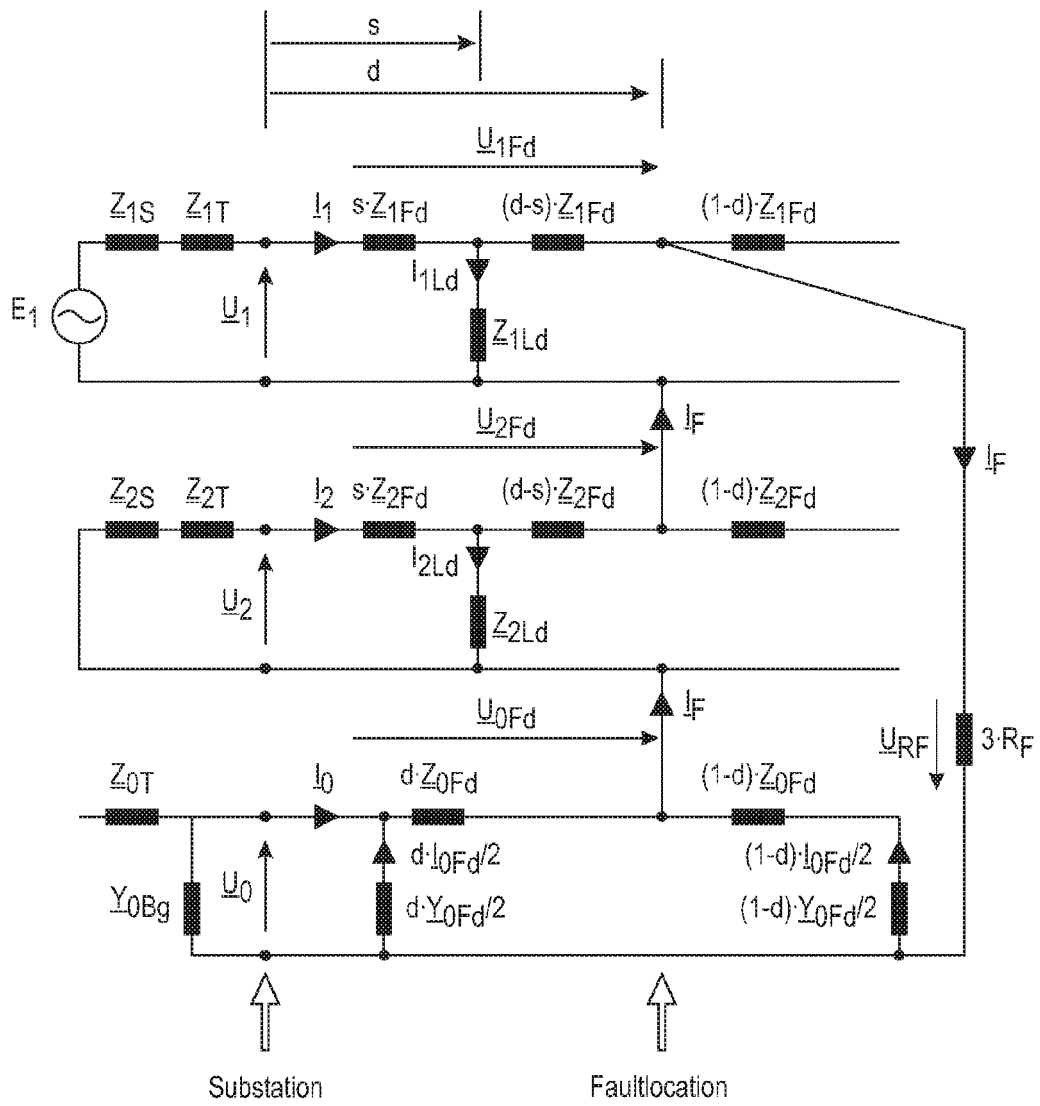 s
d
U1Fd
Z1S Z1T I1 s·Z1Fd (d-s)·Z1Fd (1-d)·Z1Fd
I1Ld
E1 U1
Z1Ld
U2Fd IF
IF
Z2S Z2T I2 s·Z2Fd (d-s)·Z2Fd (1-d)·Z2Fd
I2Ld
U2
Z2Ld
U0Fd IF
URF 3·RF
Z0T I0 d·Z0Fd (1-d)·Z0Fd
d·I0Fd/2 (1-d)·I0Fd/2
Y0Bg U0 d·Y0Fd/2 (1-d)·Y0Fd/2
Substation Faultlocation